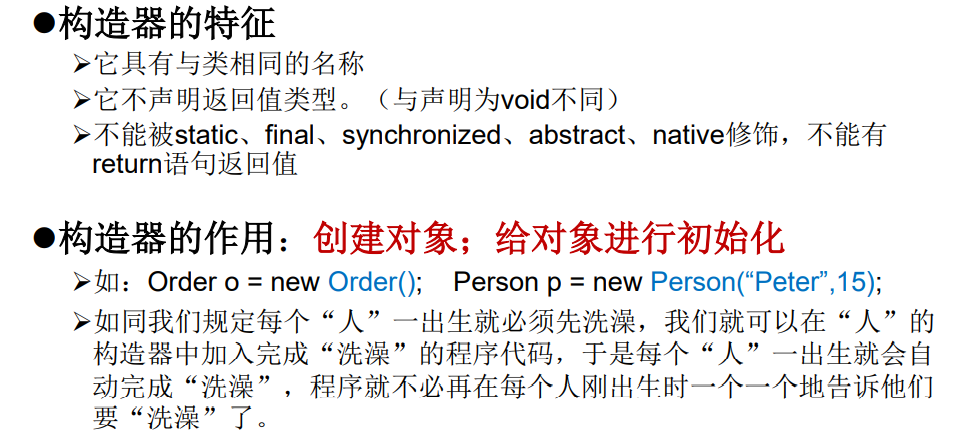 ●构造器的特征
➢它具有与类相同的名称
➢它不声明返回值类型。（与声明为void不同）
➢不能被static、final、synchronized、abstract、native修饰，不能有
return语句返回值
●构造器的作用：创建对象；给对象进行初始化
➢如：Order o = new Order(); Person p = new Person(“Peter”,15);
➢如同我们规定每个“人”一出生就必须先洗澡，我们就可以在“人”的
构造器中加入完成“洗澡”的程序代码，于是每个“人”一出生就会自
动完成“洗澡”，程序就不必再在每个人刚出生时一个一个地告诉他们
要“洗澡”了。